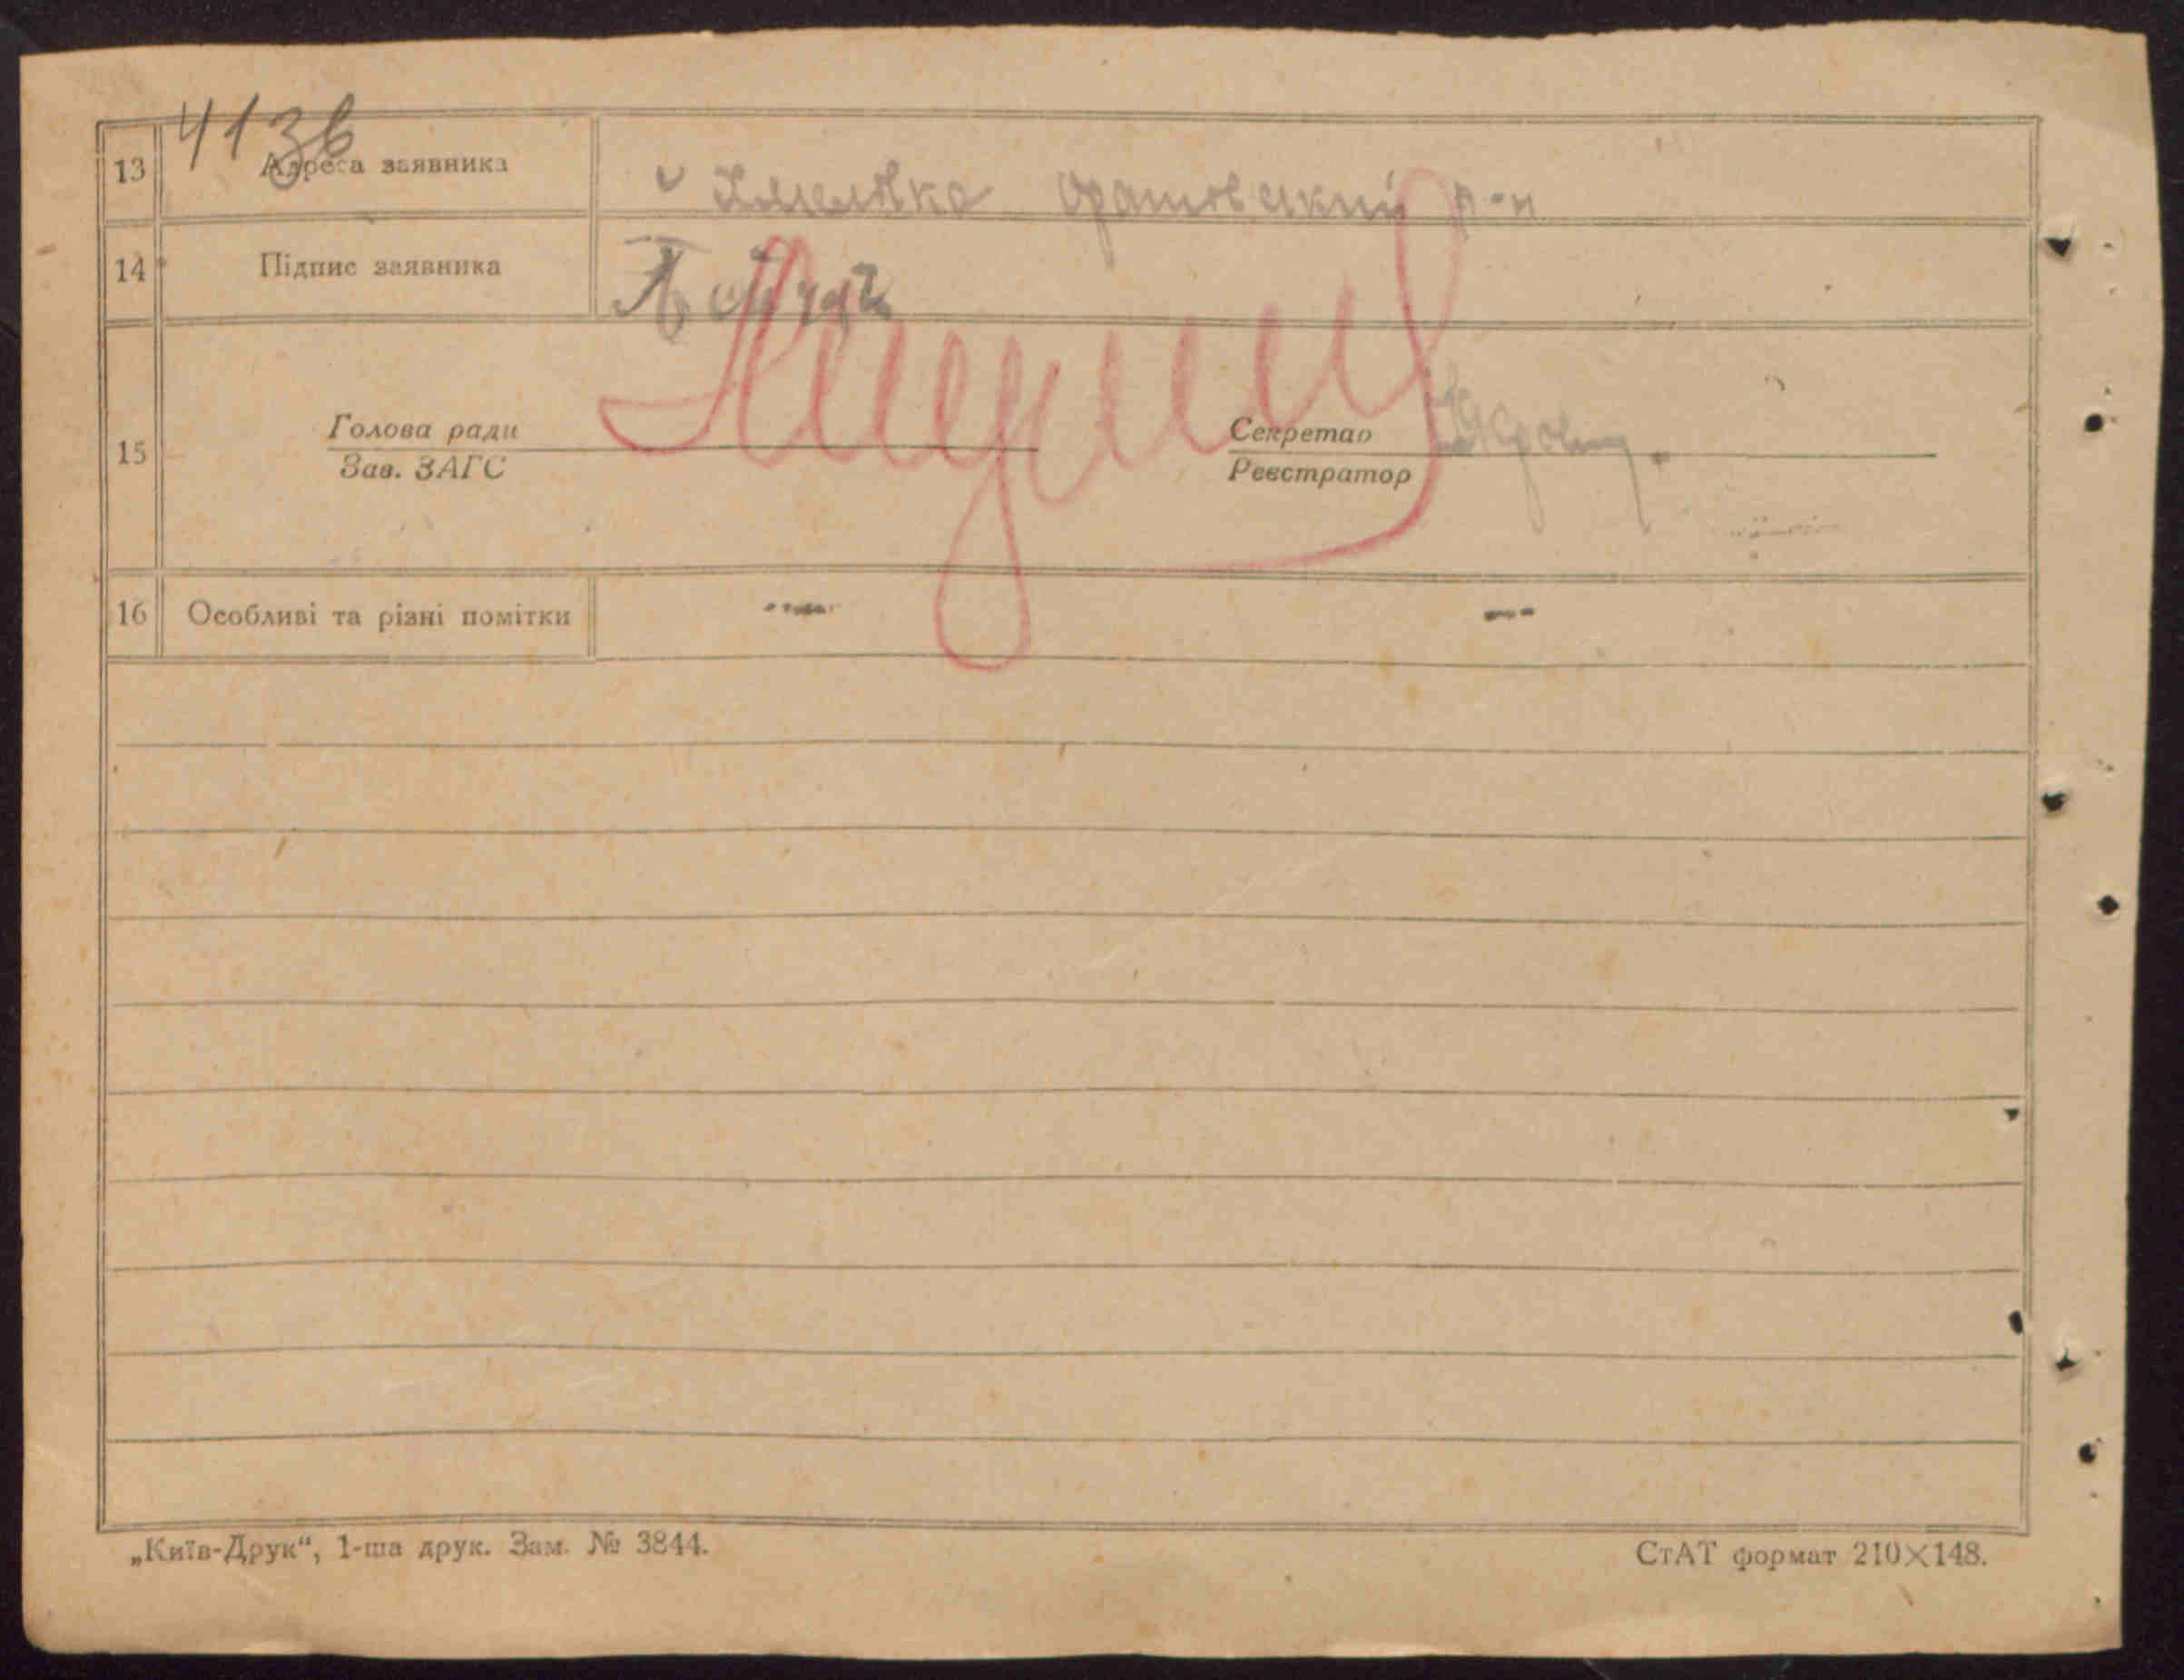 413б
13 Адреса заявника с Хмелівка Оратовський р-н
14 Підпис заявника
15 Голова ради Секретар
Зав. ЗАГС Реєстратор
16 Особливі та різні помітки — —
„Київ-Друк“, 1-ша друк. Зам. № 3844. СтАТ формат 210×148.